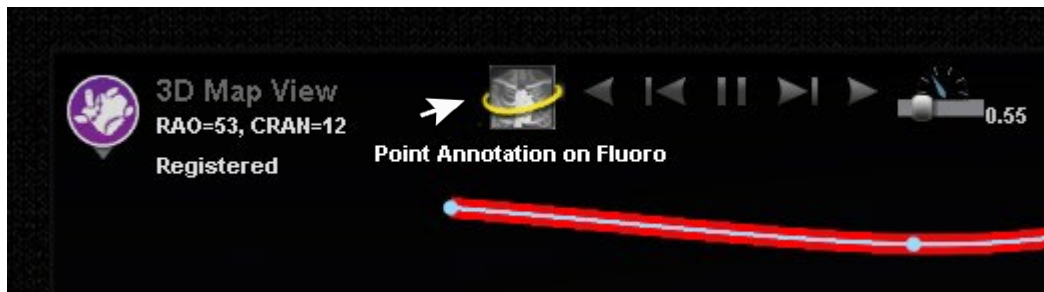 3D Map View
RAO=53, CRAN=12
Registered
Point Annotation on Fluoro
0.55